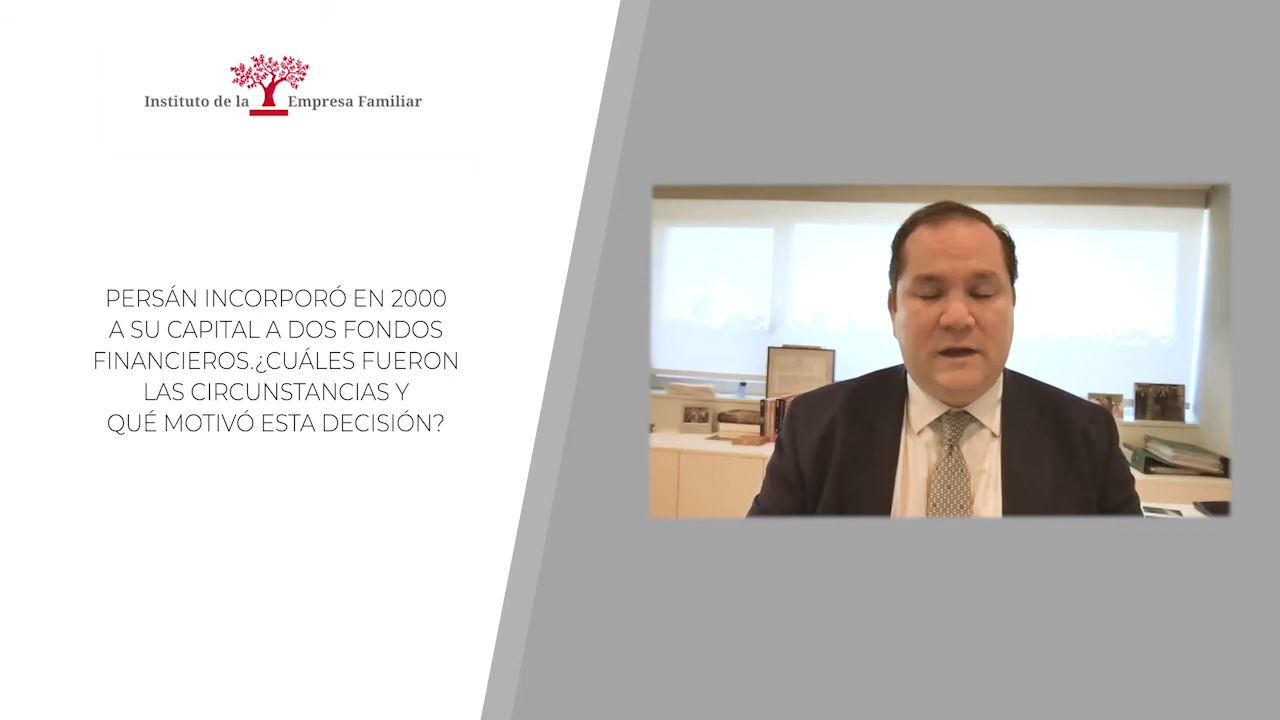 Instituto de la Empresa Familiar
PERSÁN INCORPORÓ EN 2000
A SU CAPITAL A DOS FONDOS
FINANCIEROS.¿CUÁLES FUERON
LAS CIRCUNSTANCIAS Y
QUÉ MOTIVÓ ESTA DECISIÓN?